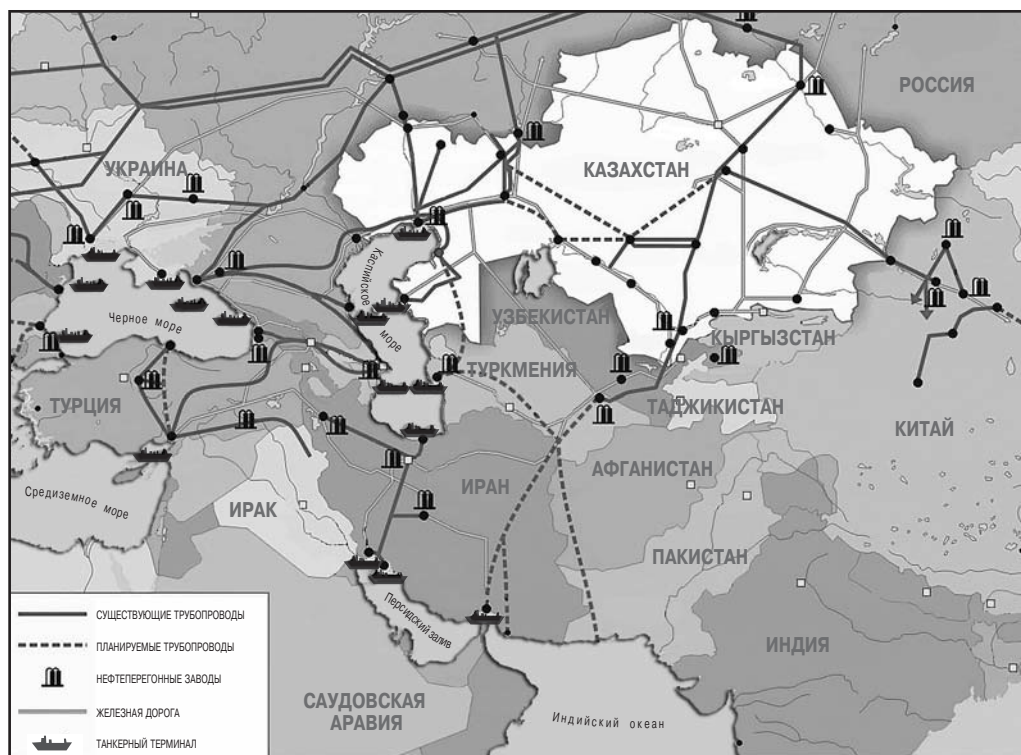 РОССИЯ
УКРАИНА
КАЗАХСТАН
Каспийское
море
Черное море
УЗБЕКИСТАН
КЫРГЫЗСТАН
ТУРКМЕНИЯ
ТУРЦИЯ
ТАДЖИКИСТАН
КИТАЙ
АФГАНИСТАН
ИРАН
Средиземное
море
ИРАК
ПАКИСТАН
Персидский залив
ИНДИЯ
САУДОВСКАЯ
АРАВИЯ
Индийский океан
СУЩЕСТВУЮЩИЕ ТРУБОПРОВОДЫ
ПЛАНИРУЕМЫЕ ТРУБОПРОВОДЫ
НЕФТЕПЕРЕГОННЫЕ ЗАВОДЫ
ЖЕЛЕЗНАЯ ДОРОГА
ТАНКЕРНЫЙ ТЕРМИНАЛ